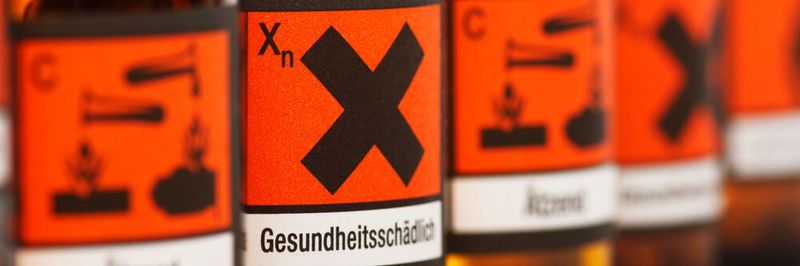 C
Xn
Gesundheitsschädlich
C
Ätzend